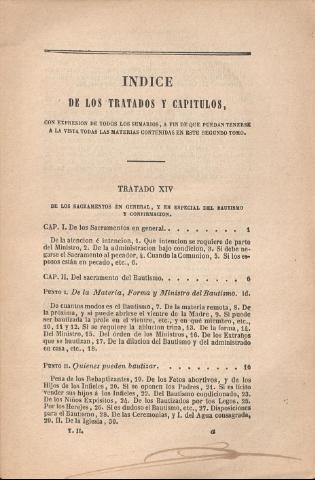 INDICE
DE LOS TRATADOS Y CAPITULOS,
CON EXPRESION DE TODOS LOS SUMARIOS, A FIN DE QUE PUEDAN TENERSE
A LA VISTA TODAS LAS MATERIAS CONTENIDAS EN ESTE SEGUNDO TOMO.
TRATADO XIV
DE LOS SACRAMENTOS EN GENERAL, Y EN ESPECIAL DEL BAUTISMO
Y CONFIRMACION.
CAP. I. De los Sacramentos en general. . . . . . . . . 1
De la atencion é intencion, 1. Que intencion se requiere de parte
del Ministro, 2. De la administracion bajo condicion, 3. Si debe ne-
garse el Sacramento al pecador, 4. Cuando la Comunion, 5. Si los es-
posos están en pecado, etc., 6.
CAP. II. Del sacramento del Bautismo. . . . . . . . . 6
PUNTO I. De la Materia, Forma y Ministro del Bautismo. id.
De cuantos modos es el Bautismo, 7. De la materia remota, 8. De
la próxima, y si puede abrirse el vientre de la Madre, 9. Si puede
ser bautizada la prole en el vientre, etc., y en qué miembro, etc.,
10, 11 y 12. Si se requiere la ablucion trina, 13. De la forma, 14.
Del Ministro, 15. Del órden de los Ministros, 16. De los Extraños
que se bautizan, 17. De la dilacion del Bautismo y del administrado
en casa, etc., 18.
PUNTO II. Quienes pueden bautizar. . . . . . . . . . 10
Pena de los Rebaptizantes, 19. De los Fetos abortivos, y de los
Hijos de los Infieles, 20. Si se oponen los Padres, 21. Si es lícito
vender sus hijos á los Infieles, 22. Del Bautismo condicionado, 23.
De los Niños Expósitos, 24. De los Bautizados por los Legos, 25.
Por los Herejes, 26. Si es dudoso el Bautismo, etc., 27. Disposiciones
para el Bautismo, 28. De las Ceremonias, y I. del Agua consagrada,
29. II. De la Iglesia, 30.
T. II. a